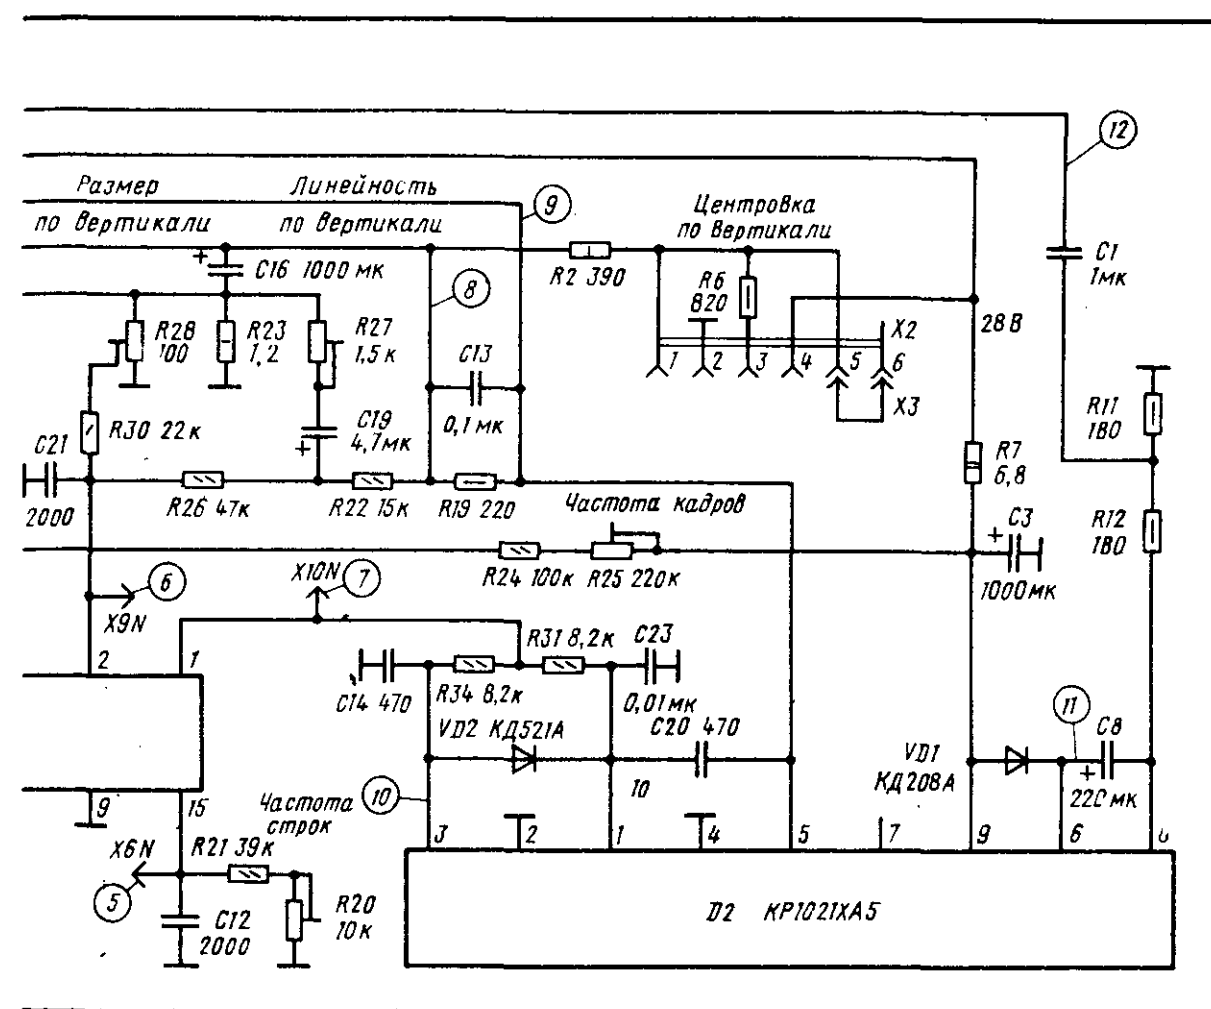 12
Размер
по вертикали
Линейность
по вертикали
9
Центровка
по вертикали
C16 1000 мк
R2 390
8
R6
820
C1
1мк
28 В
X2
R28
100
R23
1,2
R27
1,5 к
C13
0,1 мк
1
2
3
4
5
6
X3
R11
180
C21
2000
R30 22 к
C19
4,7мк
R7
6,8
R26 47к
R22 15к
R19 220
Частота кадров
C3
1000 мк
R12
180
R24 100к
R25 220к
6
X9N
X10N
7
2
1
R31 8,2к
C23
0,01 мк
C14 470
R34 8,2к
VD2 КД521А
C20 470
11
C8
VD1
КД208А
мк
10
10
9
15
Частота
строк
3
2
1
4
5
7
9
6
X6N
R21 39к
5
C12
2000
R20
10к
D2 КР1021ХА5